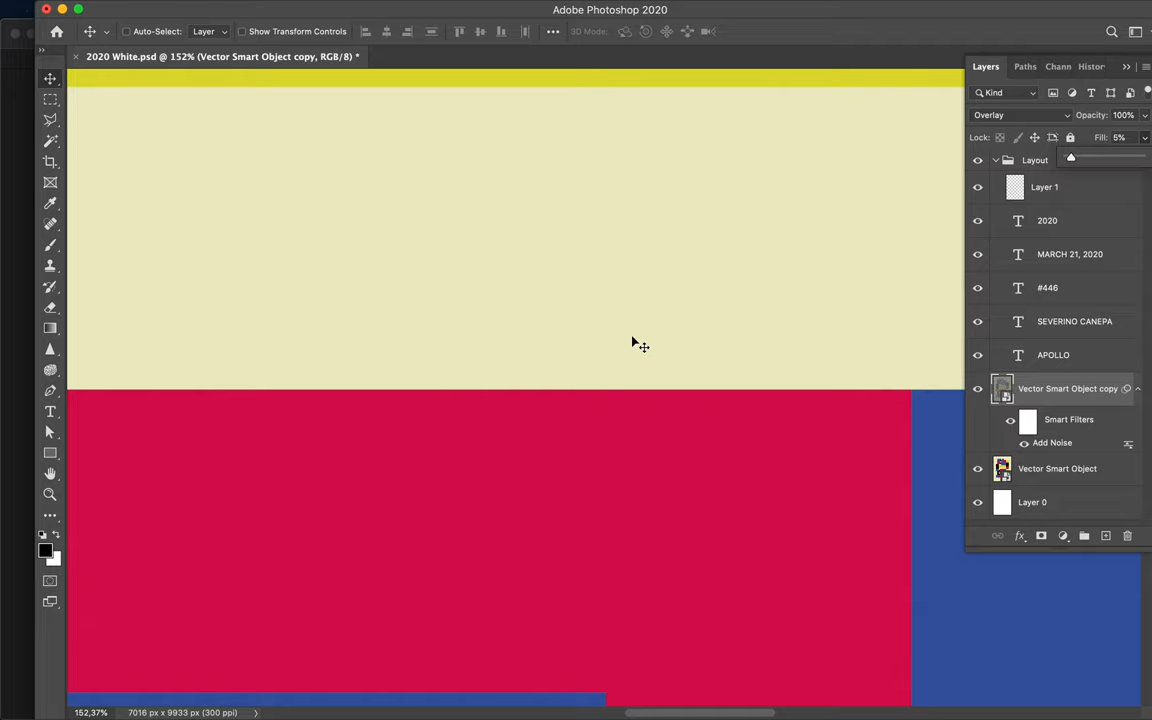 Adobe Photoshop 2020
Auto-Select: Layer Show Transform Controls 3D Mode:
2020 White.psd @ 152% (Vector Smart Object copy, RGB/8) *
Layers Paths Chann Histor
Kind
Overlay Opacity: 100%
Lock: Fill: 5%
Layout
Layer 1
2020
MARCH 21, 2020
#446
SEVERINO CANEPA
APOLLO
Vector Smart Object copy
Smart Filters
Add Noise
Vector Smart Object
Layer 0
152,37% 7016 px x 9933 px (300 ppi)